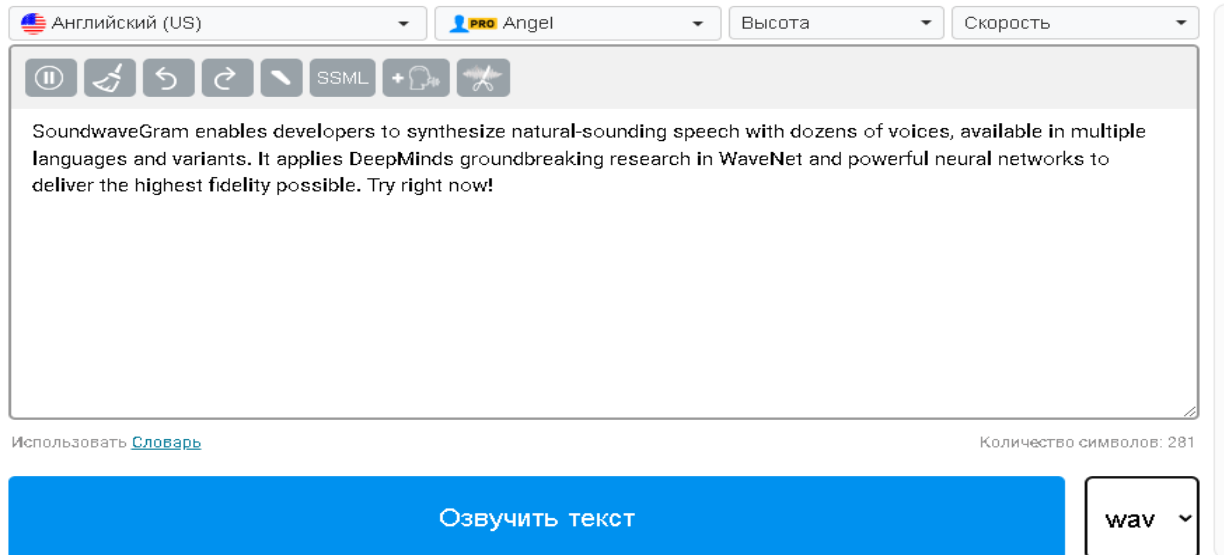 Английский (US)
PRO Angel
Высота
Скорость
SSML
SoundwaveGram enables developers to synthesize natural-sounding speech with dozens of voices, available in multiple
languages and variants. It applies DeepMinds groundbreaking research in WaveNet and powerful neural networks to
deliver the highest fidelity possible. Try right now!
Использовать Словарь
Количество символов: 281
Озвучить текст
wav